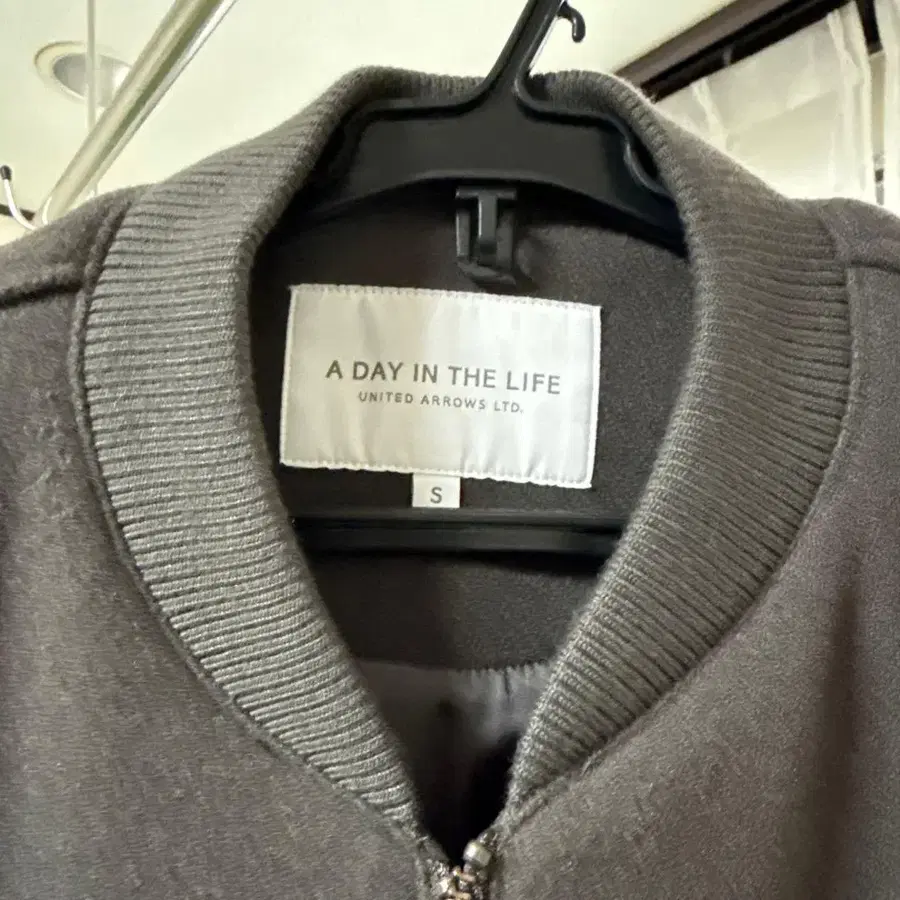 A DAY IN THE LIFE
UNITED ARROWS LTD.
S